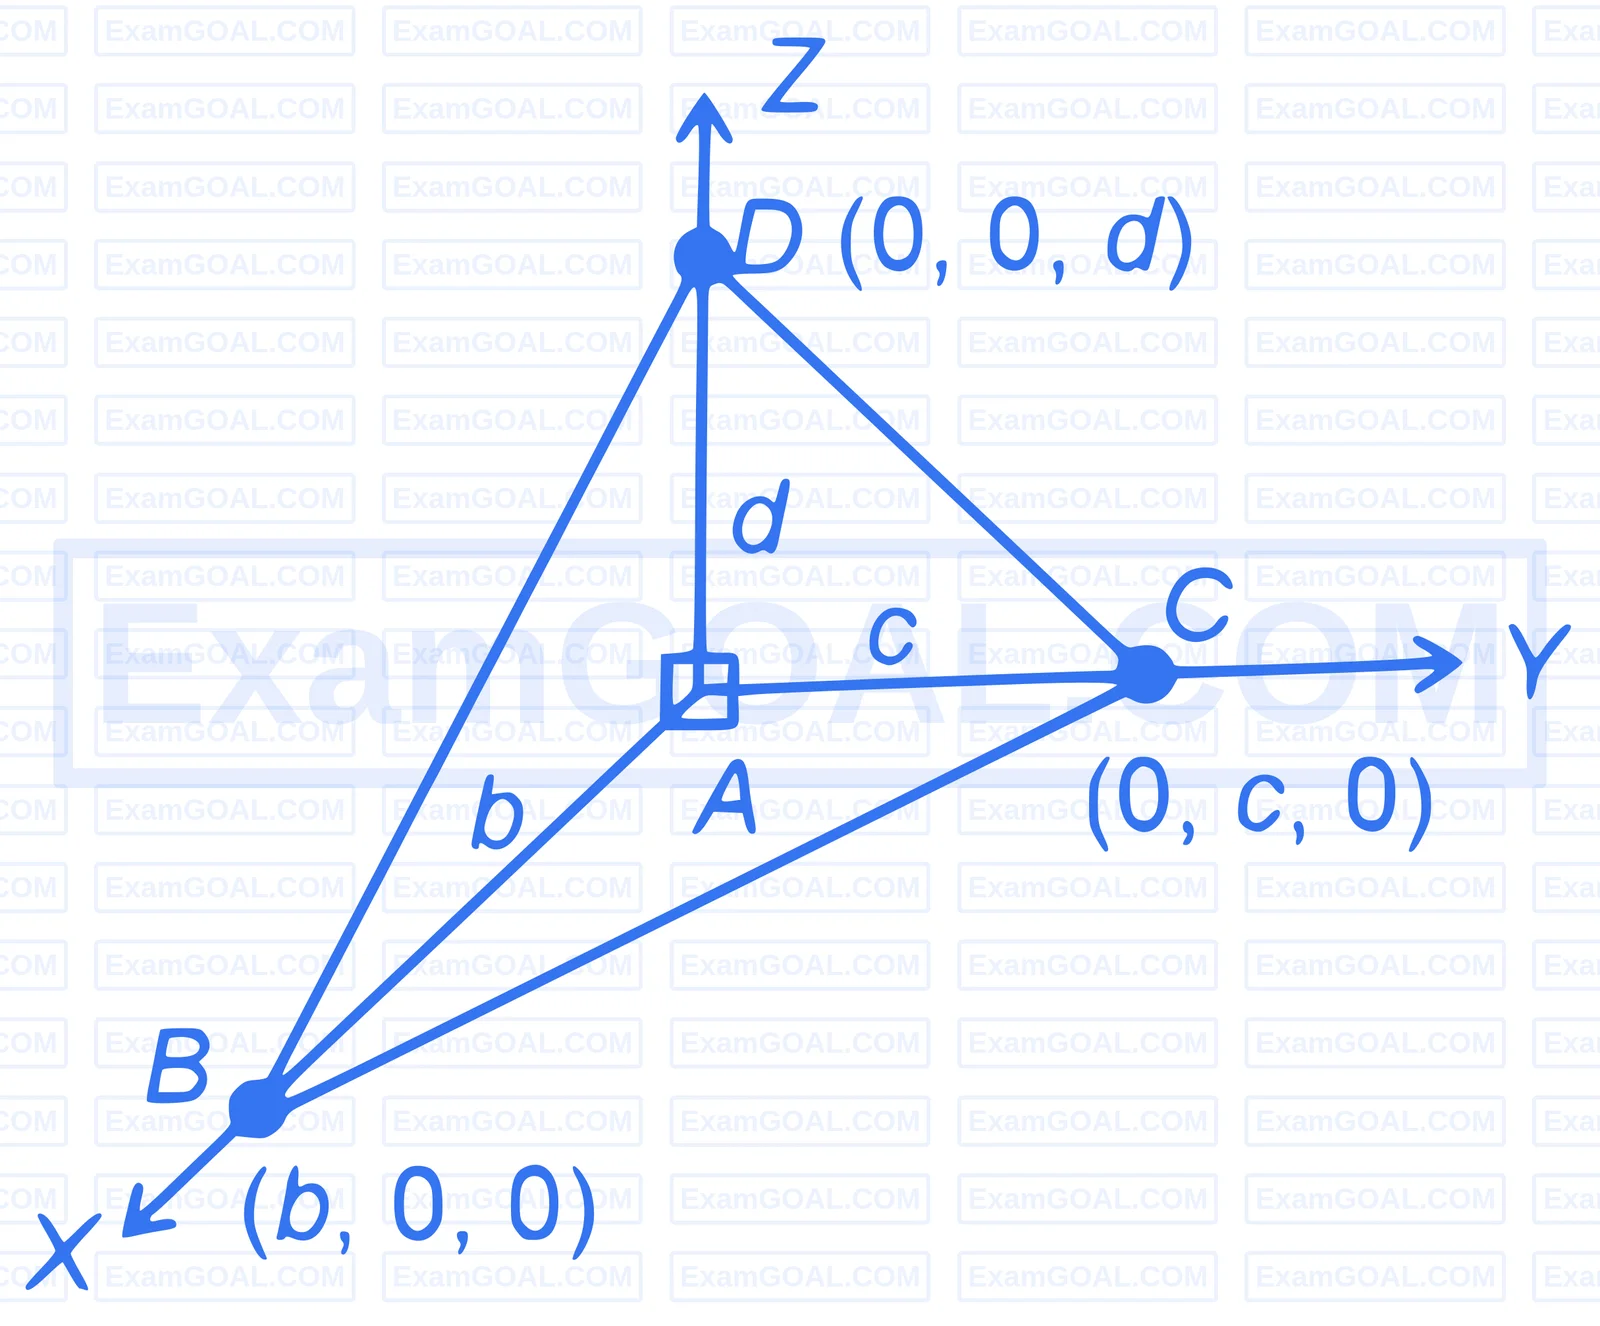 Z
D (0, 0, d)
d
c
C
Y
A
(0, c, 0)
b
B
(b, 0, 0)
X
ExamGOAL.COM